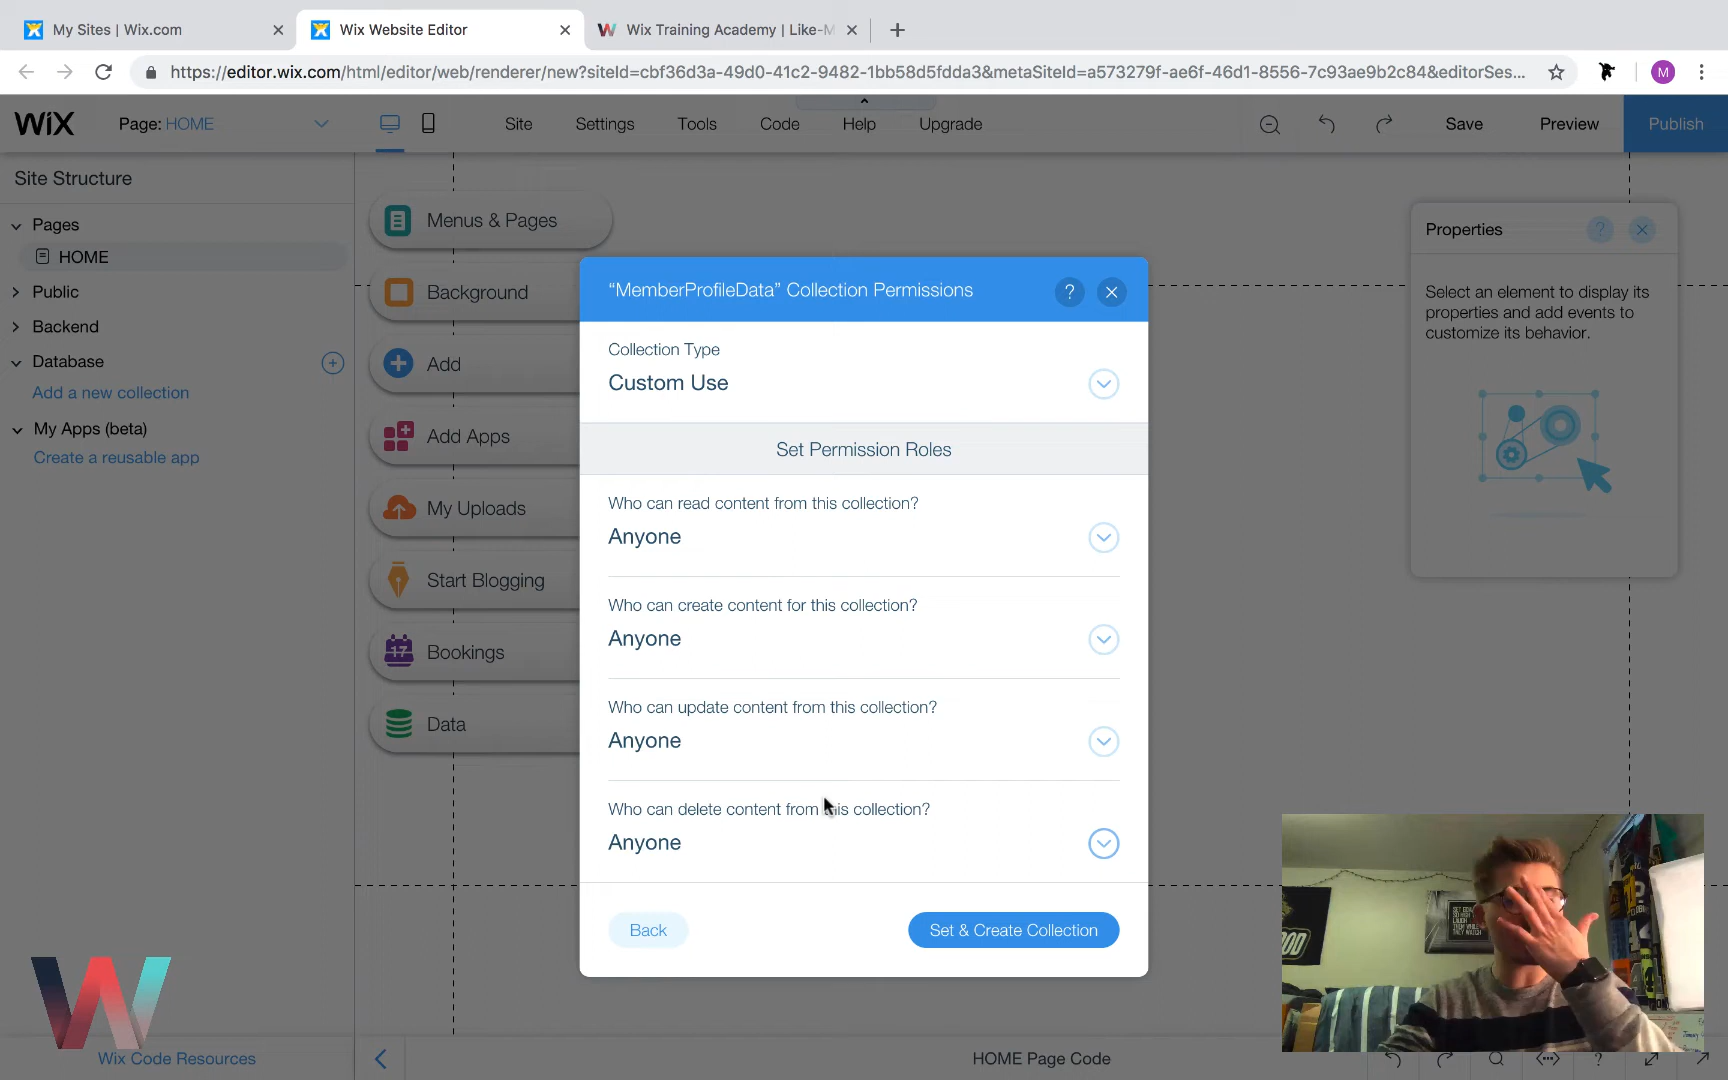 My Sites | Wix.com
Wix Website Editor
Wix Training Academy | Like-M
https://editor.wix.com/html/editor/web/renderer/new?siteId=cbf36d3a-49d0-41c2-9482-1bb58d5fdda3&metaSiteId=a573279f-ae6f-46d1-8556-7c93ae9b2c84&editorSes...
M
WiX
Page: HOME
Site
Settings
Tools
Code
Help
Upgrade
Save
Preview
Publish
Site Structure
Pages
HOME
Public
Backend
Database
Add a new collection
My Apps (beta)
Create a reusable app
Menus & Pages
Background
Add
Add Apps
My Uploads
Start Blogging
17
Bookings
Data
“MemberProfileData” Collection Permissions
?
Collection Type
Custom Use
Set Permission Roles
Who can read content from this collection?
Anyone
Who can create content for this collection?
Anyone
Who can update content from this collection?
Anyone
Who can delete content from this collection?
Anyone
Back
Set & Create Collection
Properties
?
Select an element to display its
properties and add events to
customize its behavior.
W
Wix Code Resources
HOME Page Code
?